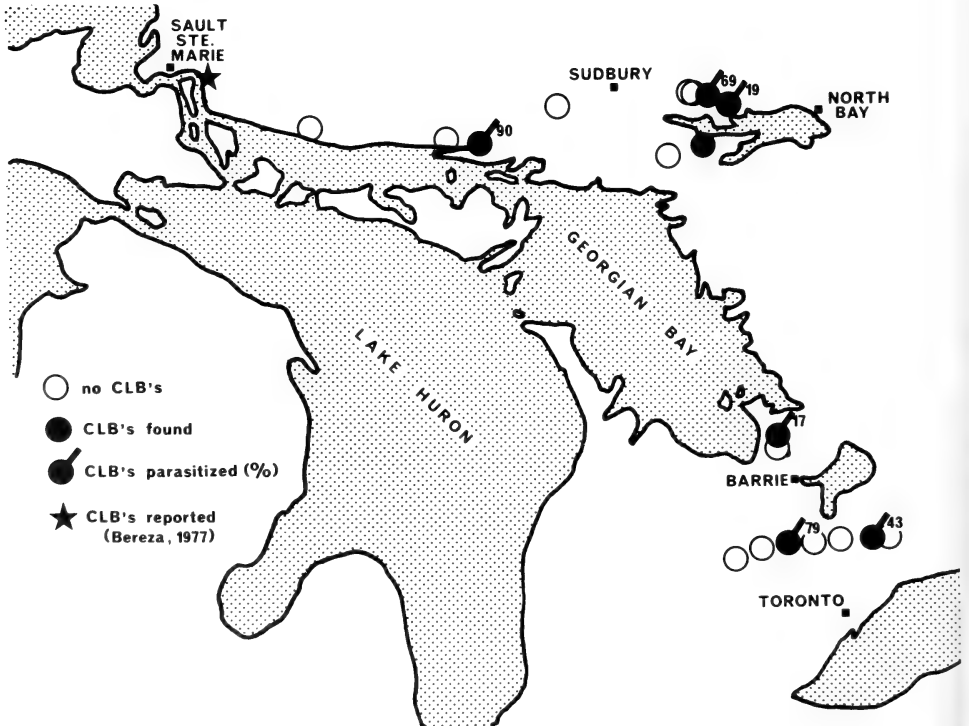 SAULT
STE.
MARIE
SUDBURY
69
19
NORTH
BAY
90
GEORGIAN BAY
LAKE HURON
no CLB's
CLB's found
CLB's parasitized (%)
CLB's reported
(Bereza, 1977)
17
BARRIE
79
43
TORONTO